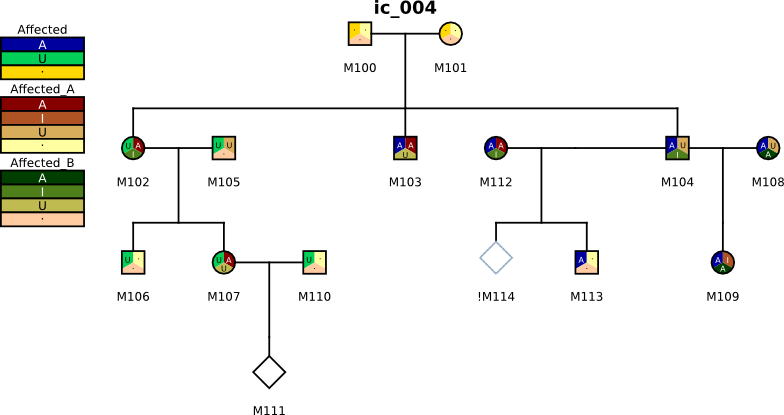 ic_004
Affected
A
U
.
Affected_A
A
I
U
.
Affected_B
A
I
U
.
. .
.
M100
. .
.
M101
U A
I
M102
U U
.
M105
A A
U
M103
A A
I
M112
A U
I
M104
A U
A
M108
U .
.
M106
U A
U
M107
U .
.
M110
!M114
A .
.
M113
A I
A
M109
M111